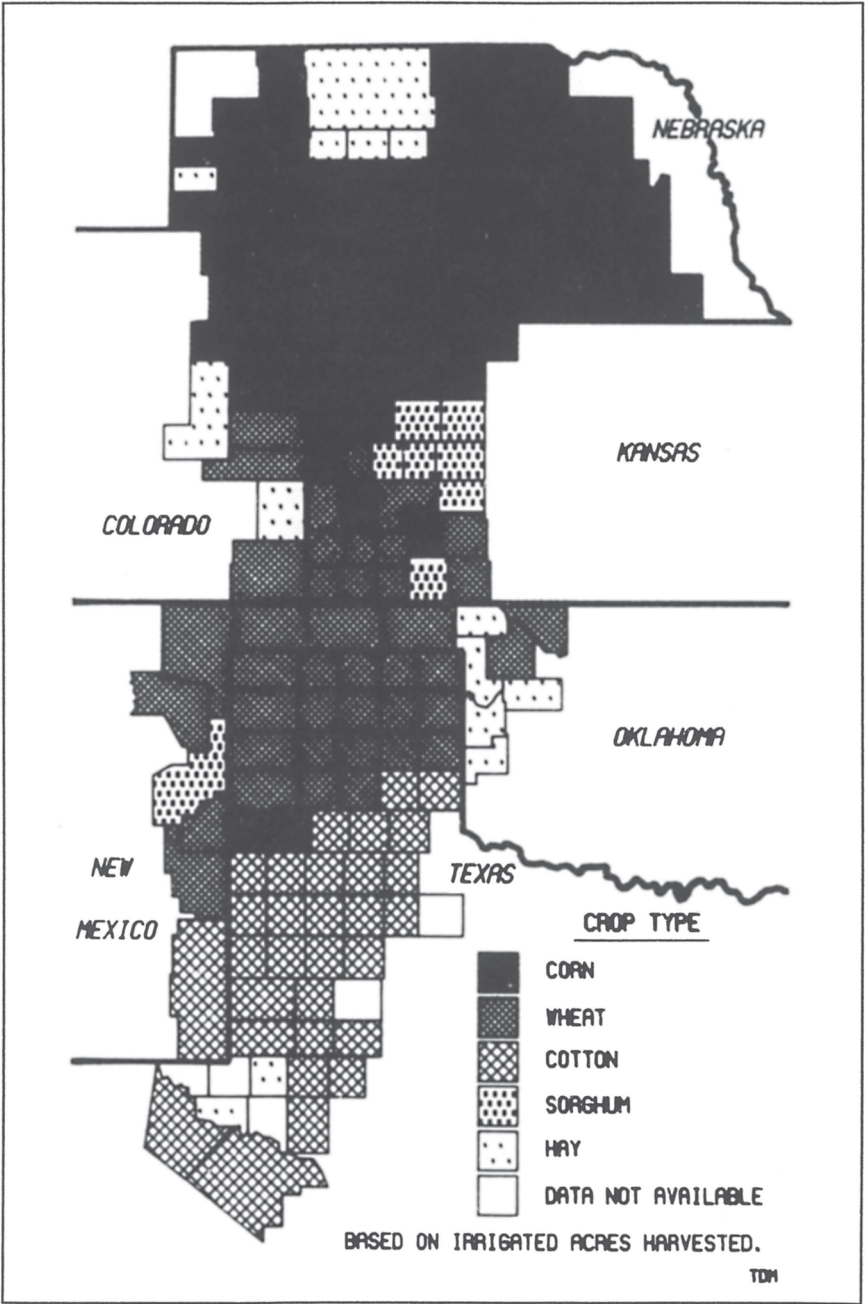 NEBRASKA
KANSAS
COLORADO
OKLAHOMA
NEW
MEXICO
TEXAS
CROP TYPE
CORN
WHEAT
COTTON
SORGHUM
HAY
DATA NOT AVAILABLE
BASED ON IRRIGATED ACRES HARVESTED.
TDM